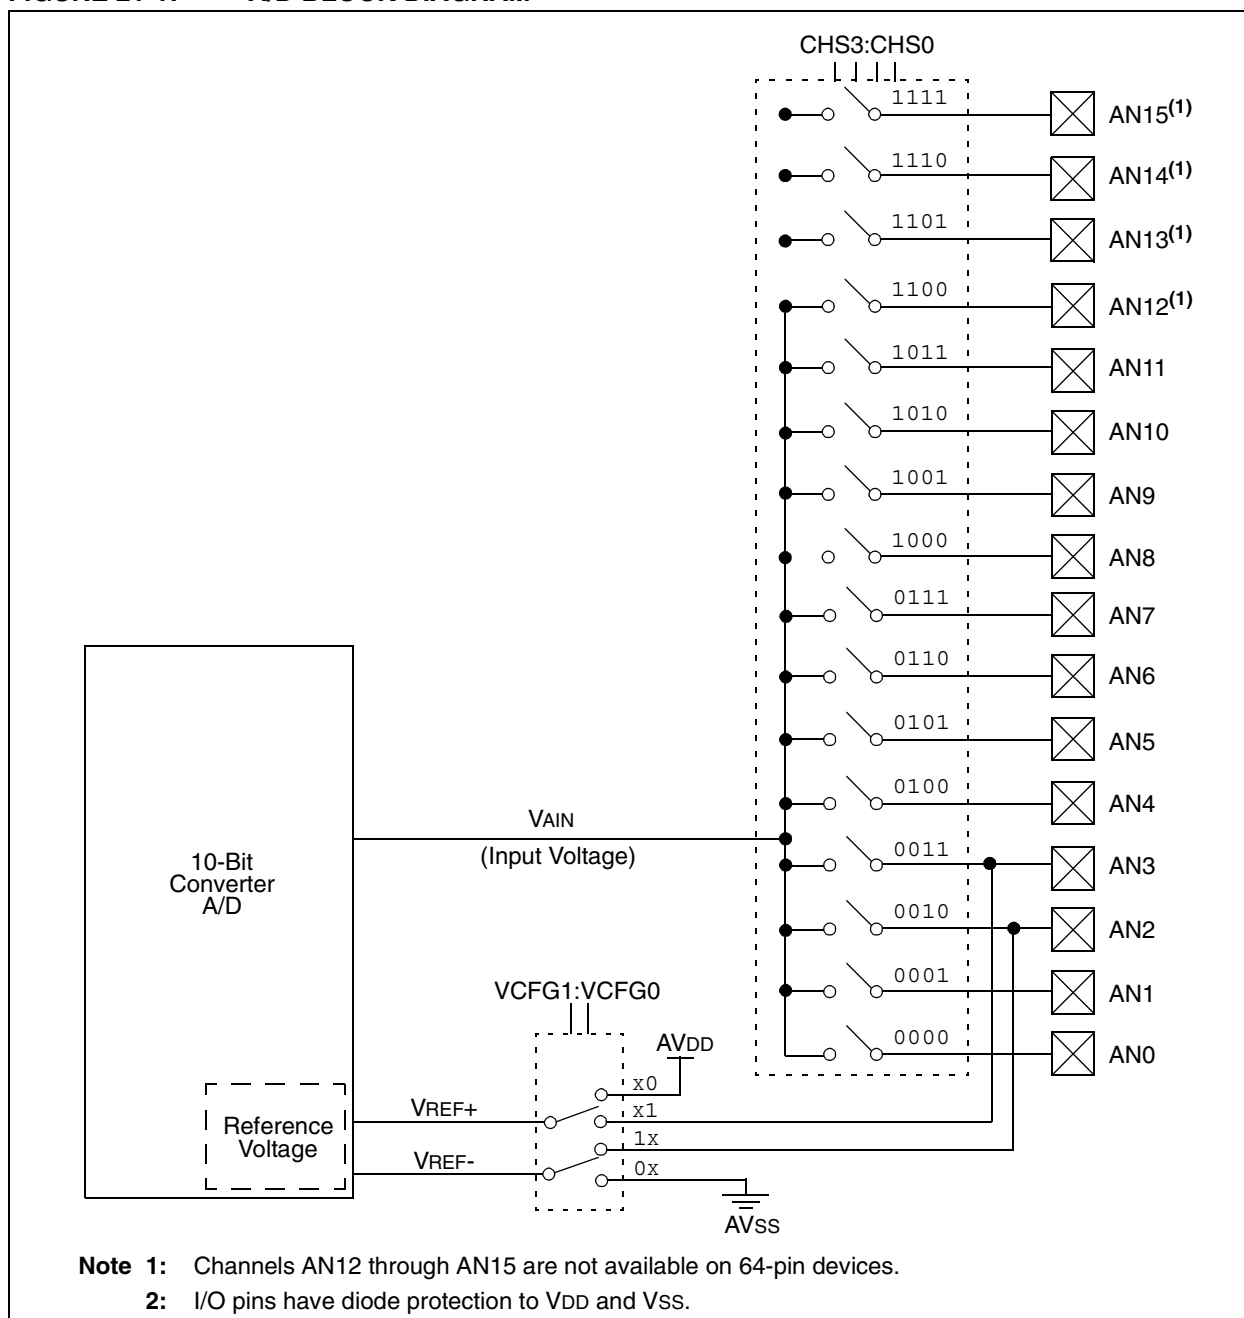 CHS3:CHS0
1111 AN15(1)
1110 AN14(1)
1101 AN13(1)
1100 AN12(1)
1011 AN11
1010 AN10
1001 AN9
1000 AN8
0111 AN7
0110 AN6
0101 AN5
0100 AN4
VAIN
(Input Voltage)
10-Bit
Converter
A/D
0011 AN3
0010 AN2
0001 AN1
0000 AN0
VCFG1:VCFG0
AVDD
x0
VREF+ x1
Reference
Voltage
1x
VREF- 0x
AVSS
Note 1: Channels AN12 through AN15 are not available on 64-pin devices.
2: I/O pins have diode protection to VDD and VSS.